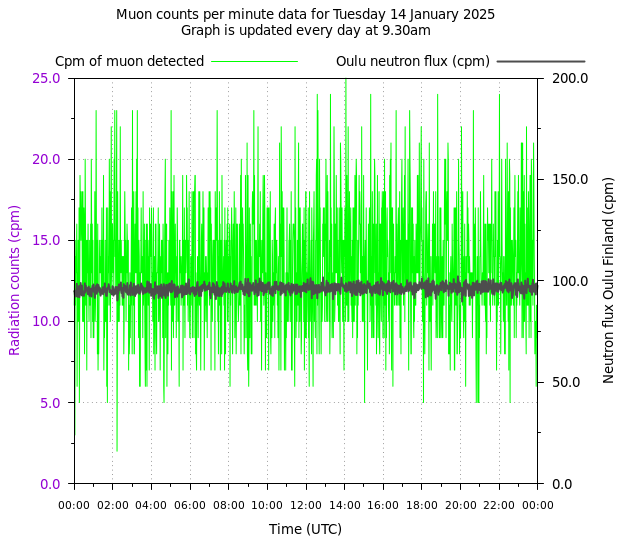 Muon counts per minute data for Tuesday 14 January 2025
Graph is updated every day at 9.30am
Cpm of muon detected
Oulu neutron flux (cpm)
25.0
20.0
15.0
10.0
5.0
0.0
200.0
150.0
100.0
50.0
0.0
Radiation counts (cpm)
Neutron flux Oulu Finland (cpm)
00:00 02:00 04:00 06:00 08:00 10:00 12:00 14:00 16:00 18:00 20:00 22:00 00:00
Time (UTC)